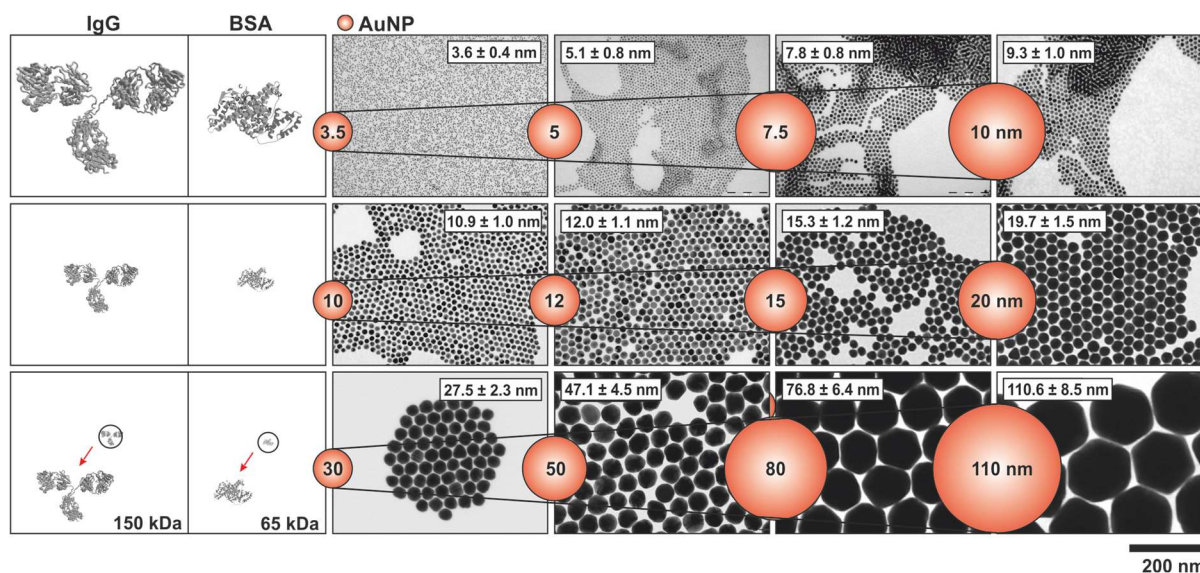 IgG BSA AuNP
3.6 ± 0.4 nm 5.1 ± 0.8 nm 7.8 ± 0.8 nm 9.3 ± 1.0 nm
3.5 5 7.5 10 nm
10.9 ± 1.0 nm 12.0 ± 1.1 nm 15.3 ± 1.2 nm 19.7 ± 1.5 nm
10 12 15 20 nm
27.5 ± 2.3 nm 47.1 ± 4.5 nm 76.8 ± 6.4 nm 110.6 ± 8.5 nm
30 50 80 110 nm
150 kDa 65 kDa
200 nm